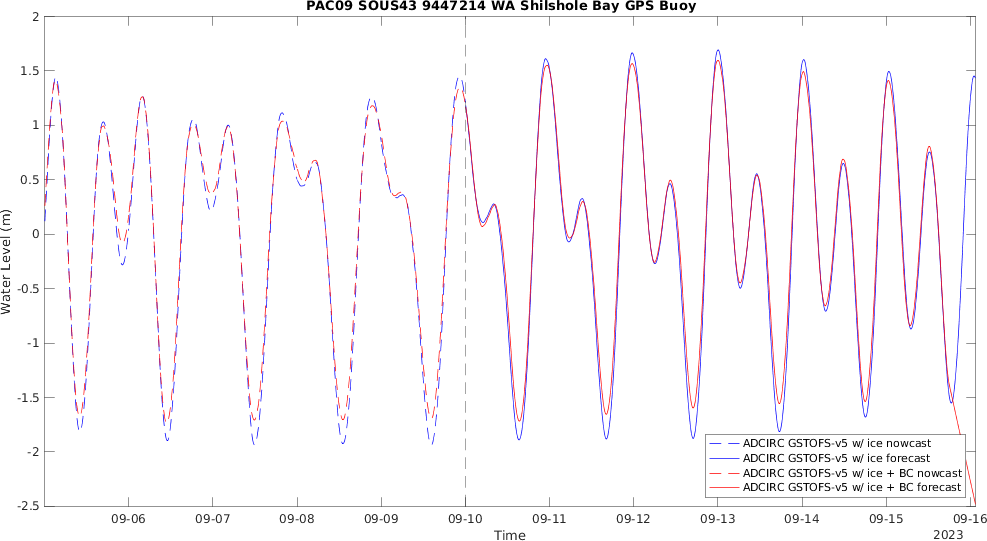 PAC09 SOUS43 9447214 WA Shilshole Bay GPS Buoy
2
1.5
1
0.5
0
-0.5
-1
-1.5
-2
-2.5
Water Level (m)
ADCIRC GSTOFS-v5 w/ ice nowcast
ADCIRC GSTOFS-v5 w/ ice forecast
ADCIRC GSTOFS-v5 w/ ice + BC nowcast
ADCIRC GSTOFS-v5 w/ ice + BC forecast
09-06 09-07 09-08 09-09 09-10 09-11 09-12 09-13 09-14 09-15 09-16
Time
2023